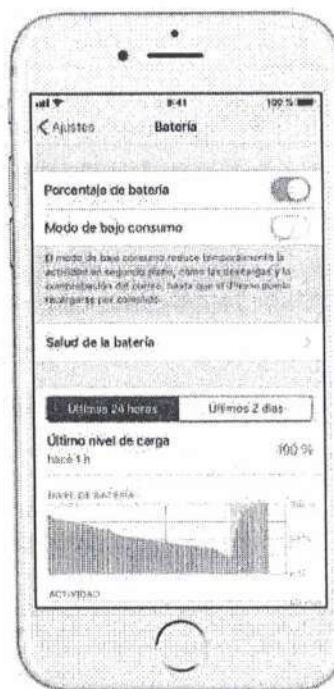 9:41 100 %
Ajustes Batería
Porcentaje de batería
Modo de bajo consumo
El modo de bajo consumo reduce temporalmente la
actividad en segundo plano, como las descargas y la
comprobación del correo, hasta que el iPhone pueda
recargarse por completo.
Salud de la batería
Últimas 24 horas Últimos 2 días
Último nivel de carga 100 %
hace 1 h
NIVEL DE BATERÍA
ACTIVIDAD